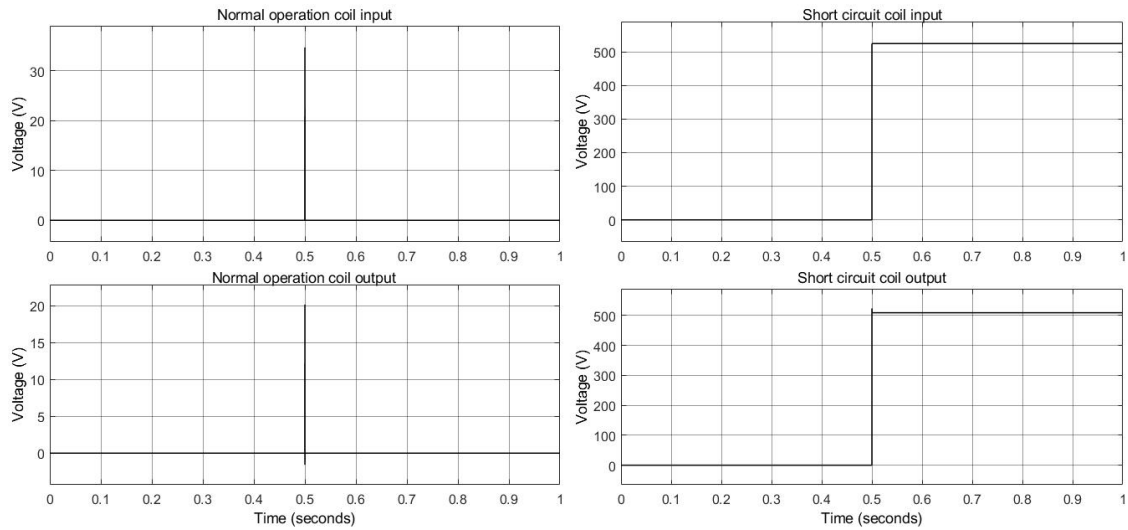 Normal operation coil input
Voltage (V)
30
20
10
0
0 0.1 0.2 0.3 0.4 0.5 0.6 0.7 0.8 0.9 1
Normal operation coil output
Voltage (V)
20
15
10
5
0
0 0.1 0.2 0.3 0.4 0.5 0.6 0.7 0.8 0.9 1
Time (seconds)
Short circuit coil input
Voltage (V)
500
400
300
200
100
0
0 0.1 0.2 0.3 0.4 0.5 0.6 0.7 0.8 0.9 1
Short circuit coil output
Voltage (V)
500
400
300
200
100
0
0 0.1 0.2 0.3 0.4 0.5 0.6 0.7 0.8 0.9 1
Time (seconds)